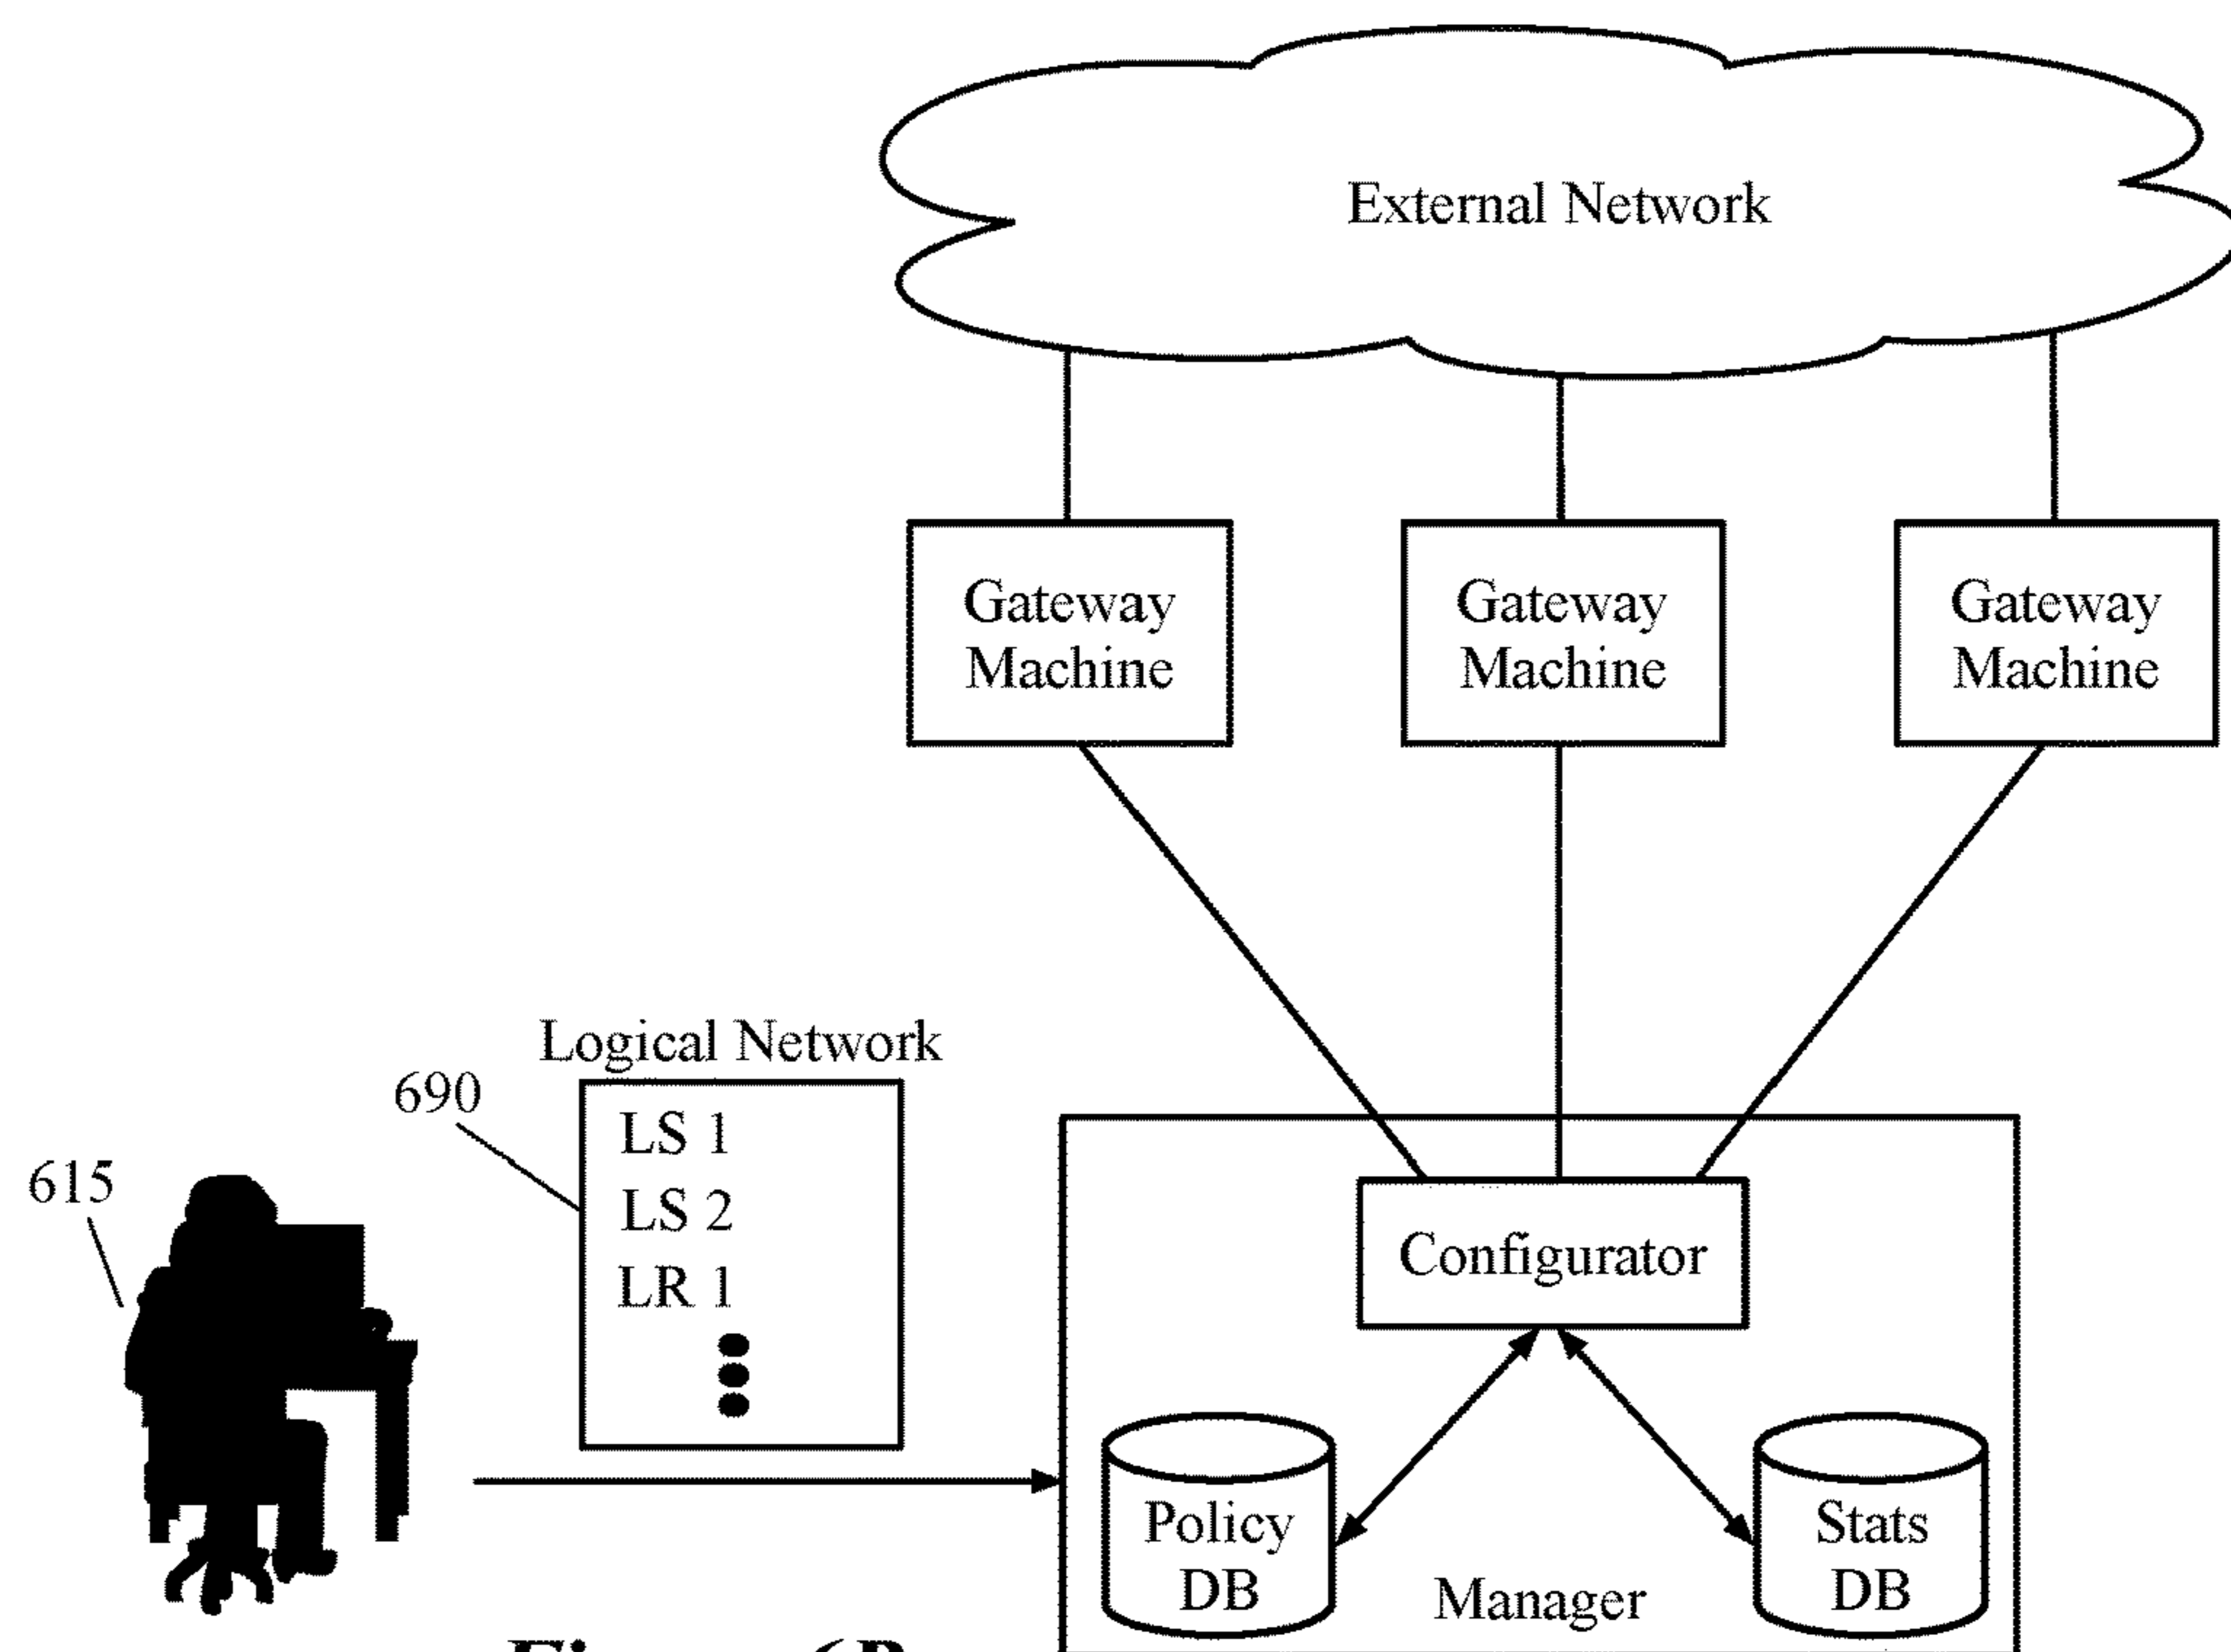 External Network
Gateway
Machine
Gateway
Machine
Gateway
Machine
Logical Network
690
LS 1
LS 2
LR 1
615
Configurator
Policy
DB
Stats
DB
Manager